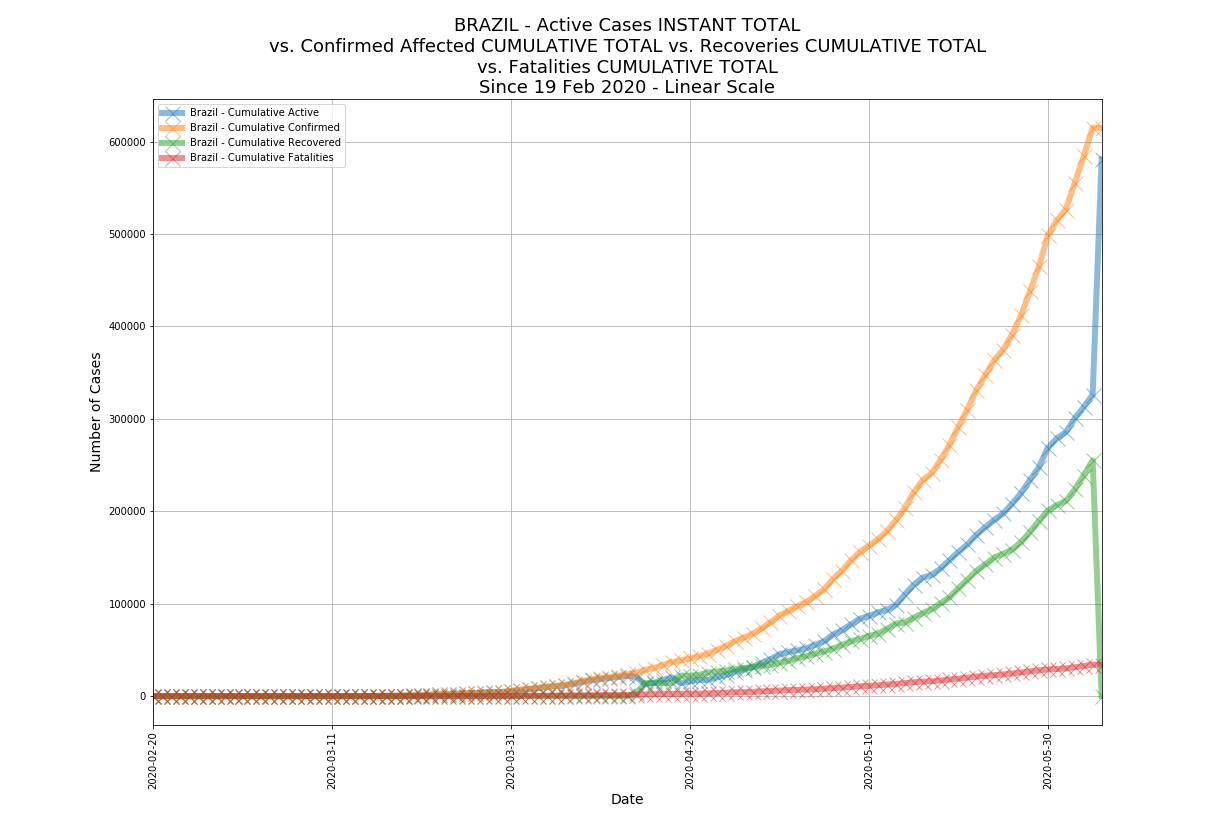 BRAZIL - Active Cases INSTANT TOTAL
vs. Confirmed Affected CUMULATIVE TOTAL vs. Recoveries CUMULATIVE TOTAL
vs. Fatalities CUMULATIVE TOTAL
Since 19 Feb 2020 - Linear Scale
Brazil - Cumulative Active
Brazil - Cumulative Confirmed
Brazil - Cumulative Recovered
Brazil - Cumulative Fatalities
Number of Cases
600000
500000
400000
300000
200000
100000
0
2020-02-20
2020-03-11
2020-03-31
2020-04-20
2020-05-10
2020-05-30
Date